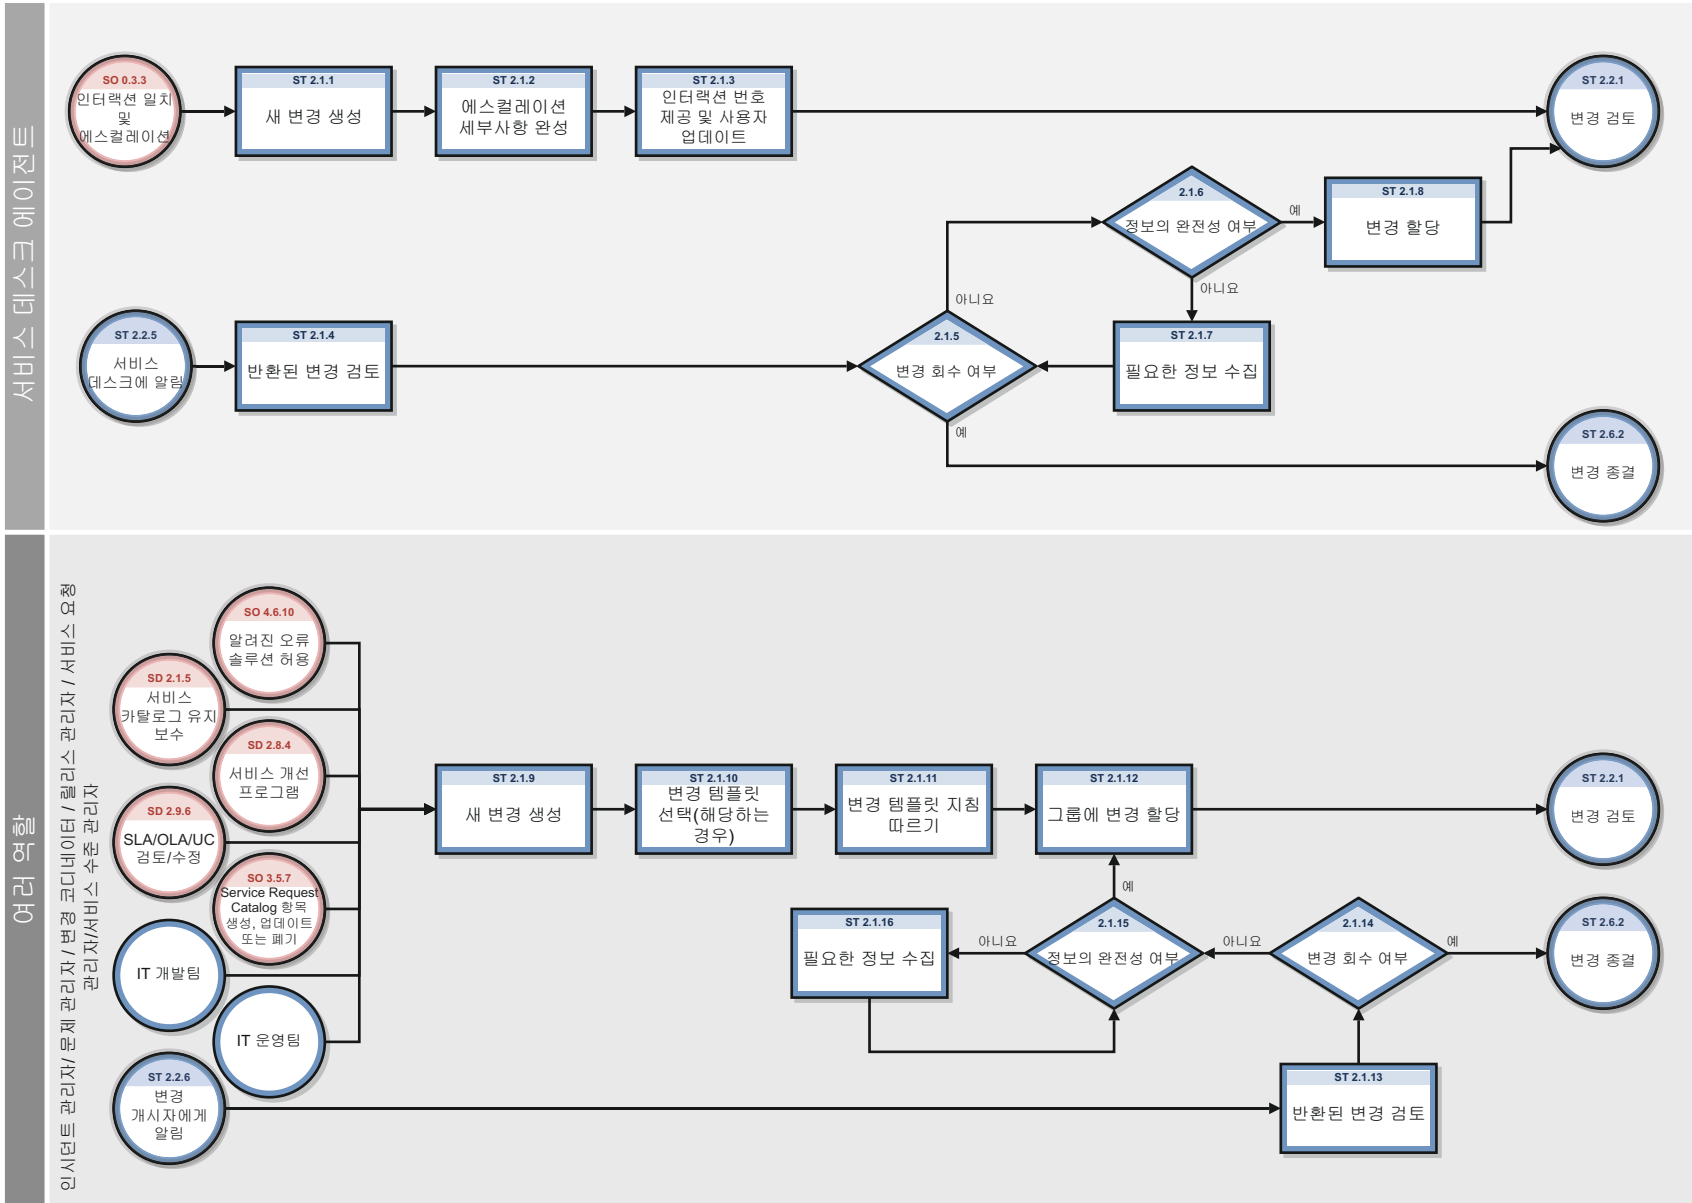 서비스 데스크 에이전트
SO 0.3.3
인터랙션 일치
및
에스컬레이션
ST 2.1.1
새 변경 생성
ST 2.1.2
에스컬레이션
세부사항 완성
ST 2.1.3
인터랙션 번호
제공 및 사용자
업데이트
ST 2.2.1
변경 검토
2.1.6
정보의 완전성 여부
예
아니요
ST 2.1.8
변경 할당
ST 2.2.5
서비스
데스크에 알림
ST 2.1.4
반환된 변경 검토
아니요
2.1.5
변경 회수 여부
예
ST 2.1.7
필요한 정보 수집
ST 2.6.2
변경 종결
여러 역할
인시던트 관리자/ 문제 관리자 / 변경 코디네이터 / 릴리스 관리자 / 서비스 요청
관리자/서비스 수준 관리자
SO 4.6.10
알려진 오류
솔루션 허용
SD 2.1.5
서비스
카탈로그 유지
보수
SD 2.8.4
서비스 개선
프로그램
SD 2.9.6
SLA/OLA/UC
검토/수정
SO 3.5.7
Service Request
Catalog 항목
생성, 업데이트
또는 폐기
IT 개발팀
IT 운영팀
ST 2.2.6
변경
개시자에게
알림
ST 2.1.9
새 변경 생성
ST 2.1.10
변경 템플릿
선택(해당하는
경우)
ST 2.1.11
변경 템플릿 지침
따르기
ST 2.1.12
그룹에 변경 할당
ST 2.2.1
변경 검토
예
ST 2.1.16
필요한 정보 수집
아니요
2.1.15
정보의 완전성 여부
아니요
2.1.14
변경 회수 여부
예
ST 2.6.2
변경 종결
ST 2.1.13
반환된 변경 검토